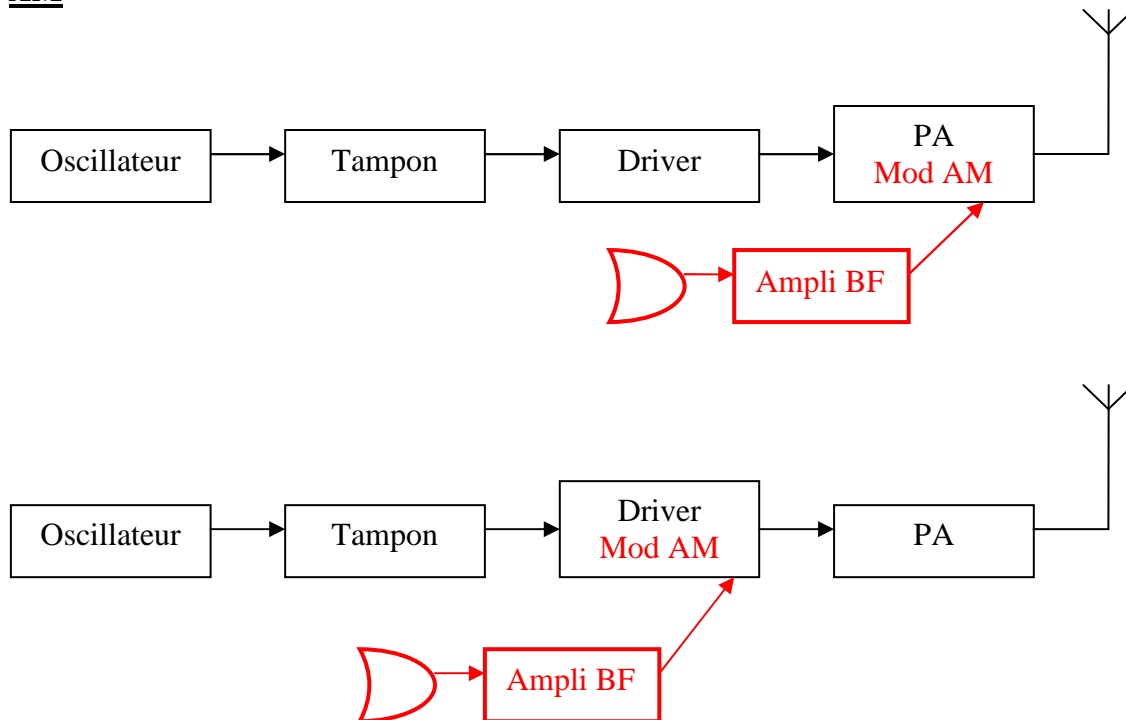 Oscillateur
Tampon
Driver
PA
Mod AM
Ampli BF
Oscillateur
Tampon
Driver
Mod AM
PA
Ampli BF